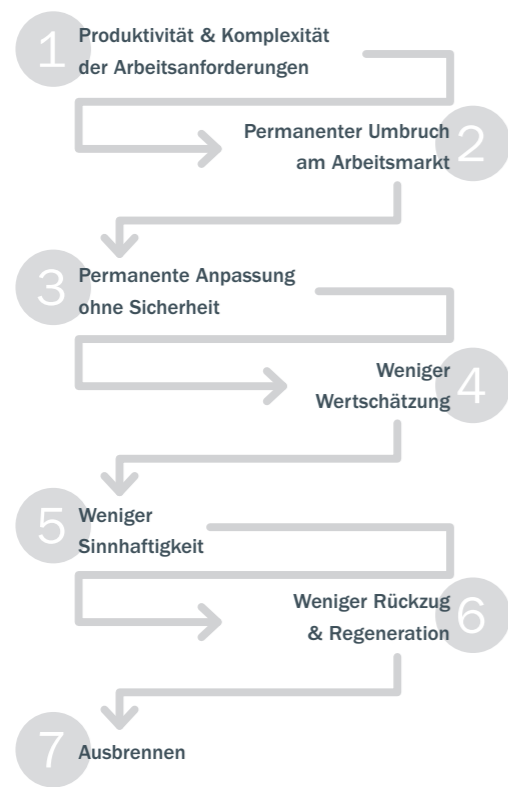 1
Produktivität & Komplexität
der Arbeitsanforderungen
Permanenter Umbruch
am Arbeitsmarkt
2
3
Permanente Anpassung
ohne Sicherheit
Weniger
Wertschätzung
4
5
Weniger
Sinnhaftigkeit
Weniger Rückzug
& Regeneration
6
7
Ausbrennen